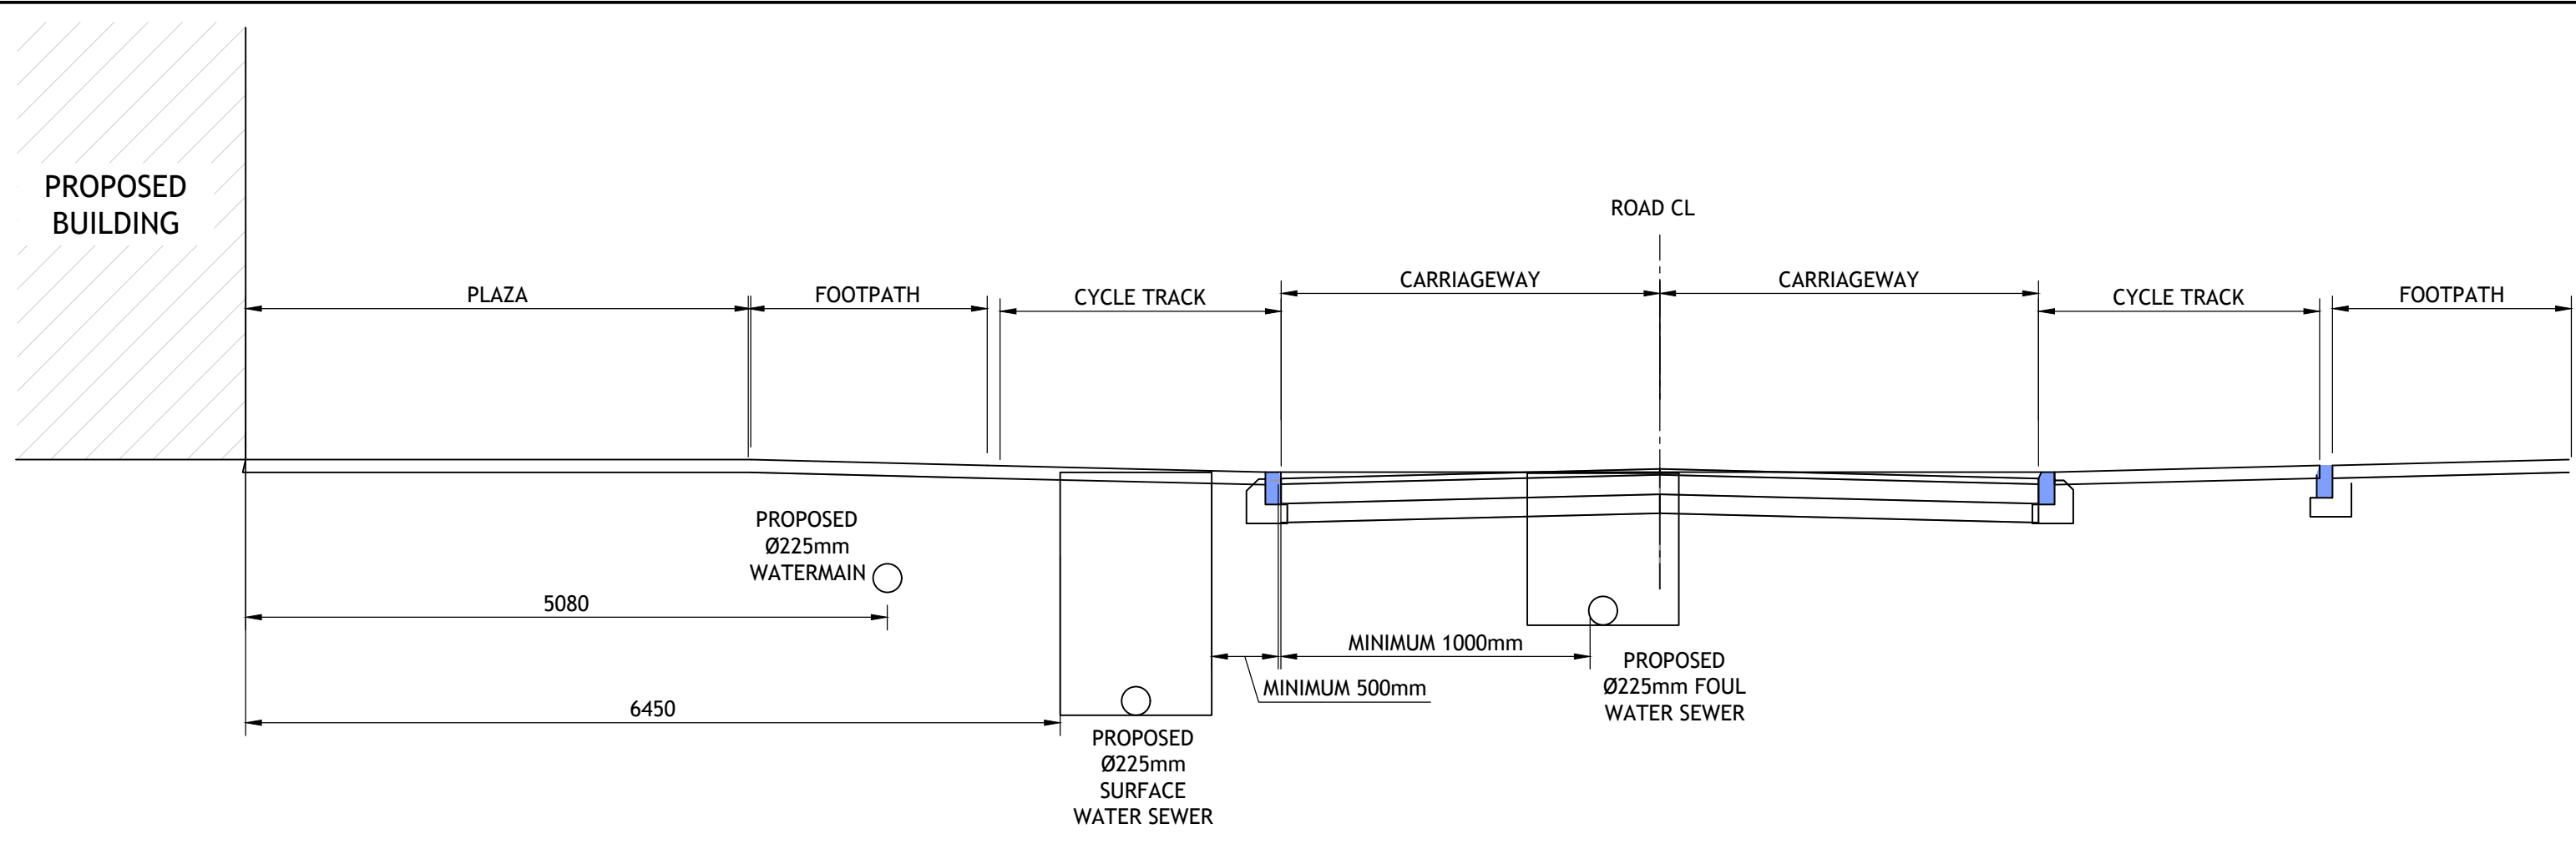 PROPOSED
BUILDING
ROAD CL
PLAZA
FOOTPATH
CYCLE TRACK
CARRIAGEWAY
CARRIAGEWAY
CYCLE TRACK
FOOTPATH
PROPOSED
Ø225mm
WATERMAIN
5080
6450
PROPOSED
Ø225mm
SURFACE
WATER SEWER
MINIMUM 500mm
MINIMUM 1000mm
PROPOSED
Ø225mm FOUL
WATER SEWER